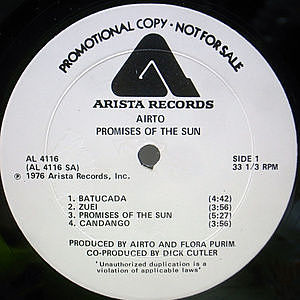 PROMOTIONAL COPY · NOT FOR SALE
ARISTA RECORDS
AIRTO
PROMISES OF THE SUN
AL 4116
(AL 4116 SA)
℗ 1976 Arista Records, Inc.
SIDE 1
33 1/3 RPM
1. BATUCADA (4:42)
2. ZUEI (3:56)
3. PROMISES OF THE SUN (5:27)
4. CANDANGO (3:56)
PRODUCED BY AIRTO AND FLORA PURIM
CO-PRODUCED BY DICK CUTLER
'Unauthorized duplication is a
violation of applicable laws'